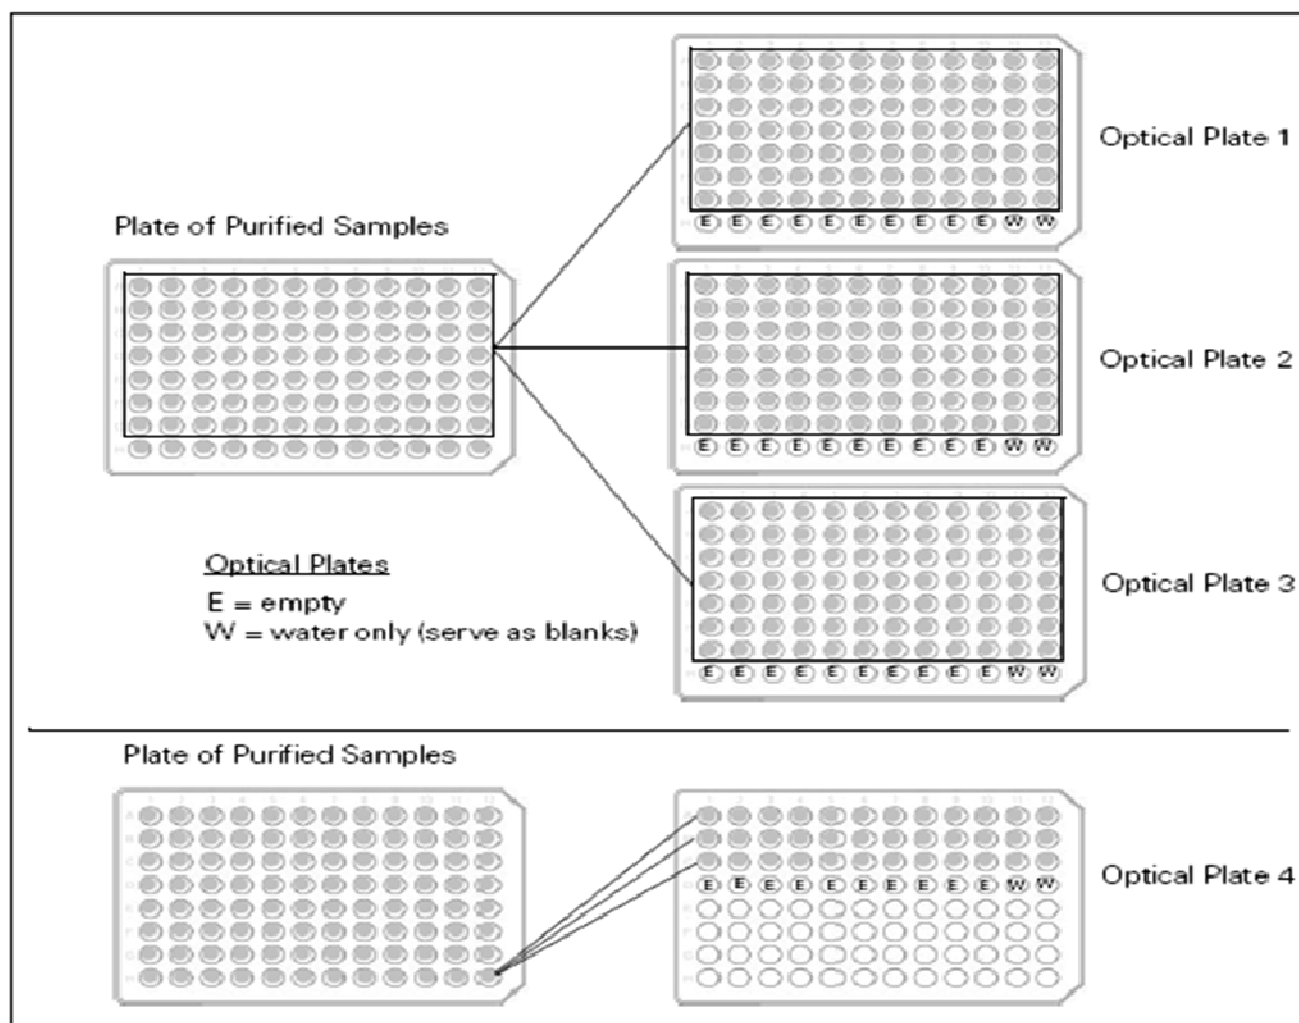 Optical Plate 1
E E E E E E E E E E W W
Plate of Purified Samples
Optical Plate 2
E E E E E E E E E E W W
Optical Plates
E = empty
W = water only (serve as blanks)
Optical Plate 3
E E E E E E E E E E W W
Plate of Purified Samples
Optical Plate 4
E E E E E E E E E E W W